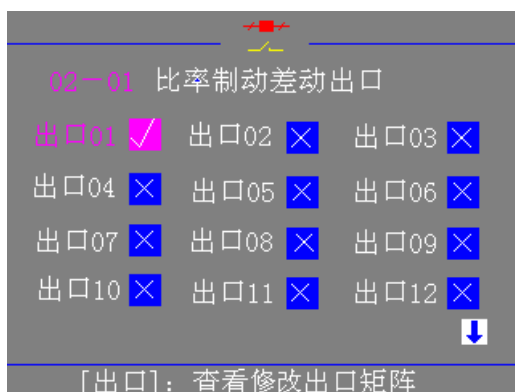 02-01 比率制动差动出口
出口01 √ 出口02 × 出口03 ×
出口04 × 出口05 × 出口06 ×
出口07 × 出口08 × 出口09 ×
出口10 × 出口11 × 出口12 ×
[出口]: 查看修改出口矩阵